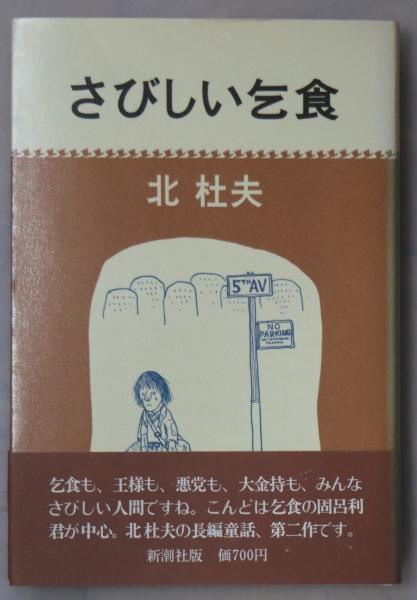 さびしい乞食
北 杜夫
5TH AV
NO
PARKING
乞食も、王様も、悪党も、大金持も、みんな
さびしい人間ですね。こんどは乞食の固呂利
君が中心。北杜夫の長編童話、第二作です。
新潮社版 価700円